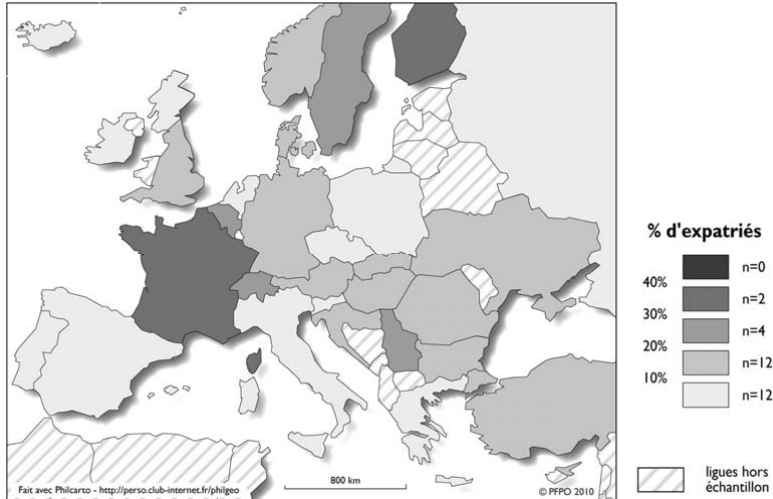 % d'expatriés
n=0
40%
n=2
30%
n=4
20%
n=12
10%
n=12
ligues hors
échantillon
Fait avec Philcarto - http://perso.club-internet.fr/philgeo
800 km
© PFPO 2010